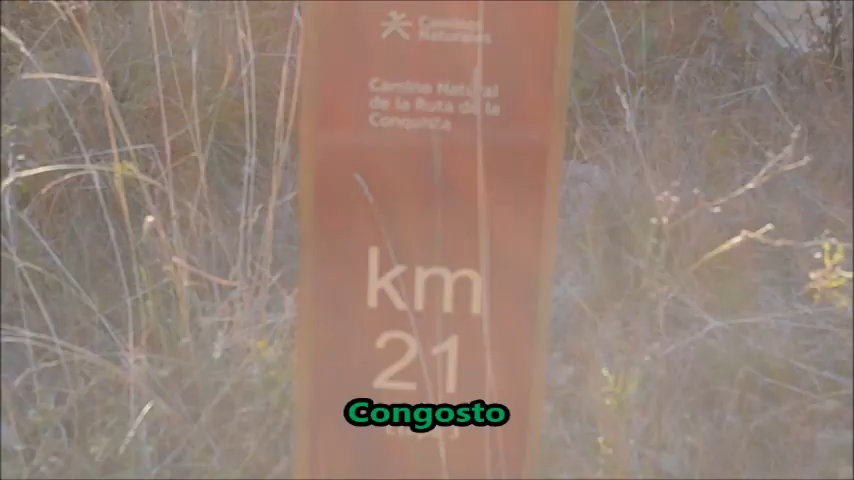 Caminos
Naturales
Camino Natural
de la Ruta de la
Conquista
km
21
Congosto